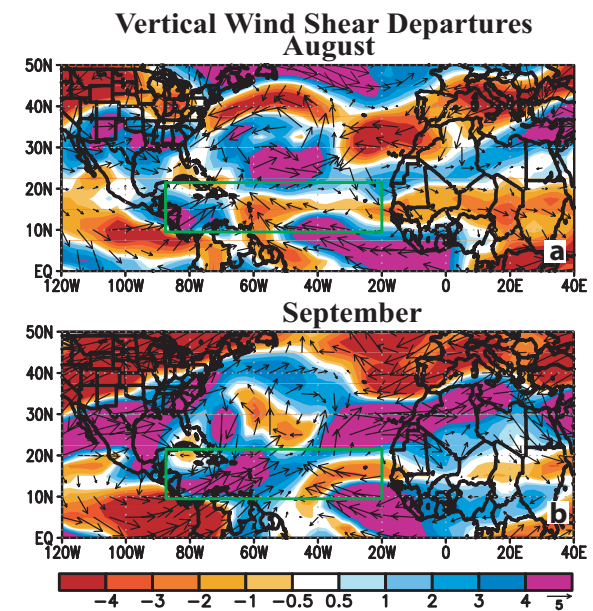 Vertical Wind Shear Departures
August
50N
40N
30N
20N
10N
EQ
a
120W 100W 80W 60W 40W 20W 0 20E 40E
September
50N
40N
30N
20N
10N
EQ
b
120W 100W 80W 60W 40W 20W 0 20E 40E
-4 -3 -2 -1 -0.5 0.5 1 2 3 4 5